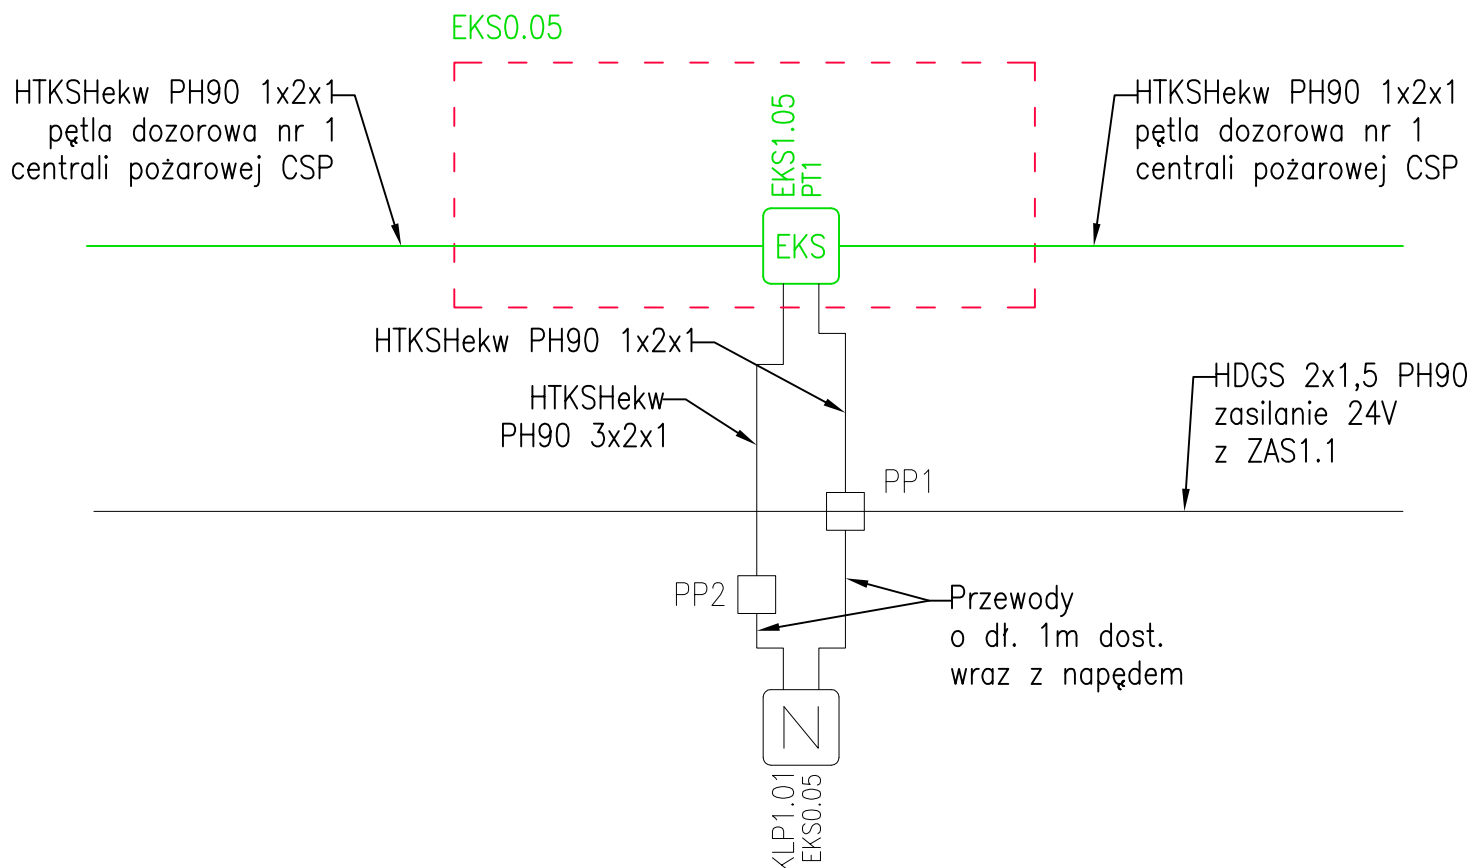 EKS0.05
HTKSHekw PH90 1x2x1
pętla dozorowa nr 1
centrali pożarowej CSP
EKS1.05
PT1
HTKSHekw PH90 1x2x1
pętla dozorowa nr 1
centrali pożarowej CSP
EKS
HTKSHekw PH90 1x2x1
HTKSHekw
PH90 3x2x1
HDGS 2x1,5 PH90
zasilanie 24V
z ZAS1.1
PP1
PP2
Przewody
o dł. 1m dost.
wraz z napędem
N
KLP1.01
EKS0.05